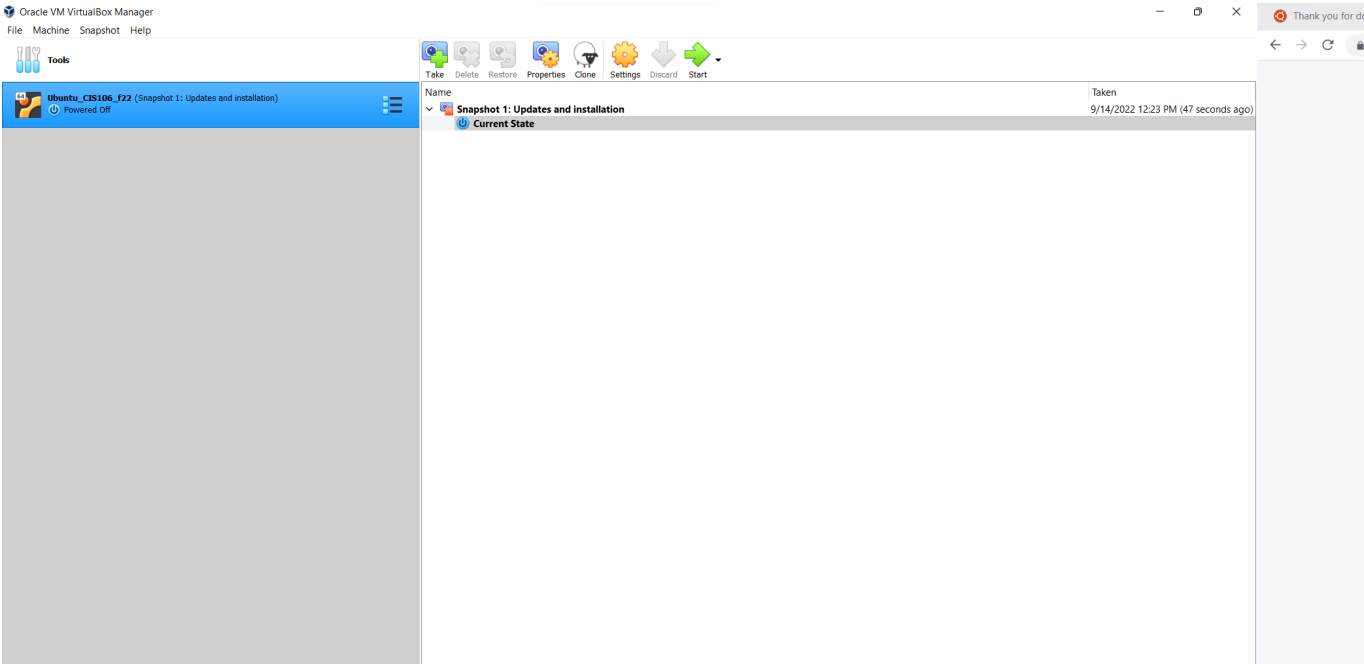 Oracle VM VirtualBox Manager
Thank you for do
File Machine Snapshot Help
Tools
Take Delete Restore Properties Clone Settings Discard Start
64
Ubuntu_CIS106_f22 (Snapshot 1: Updates and installation)
Powered Off
Name Taken
Snapshot 1: Updates and installation 9/14/2022 12:23 PM (47 seconds ago)
Current State